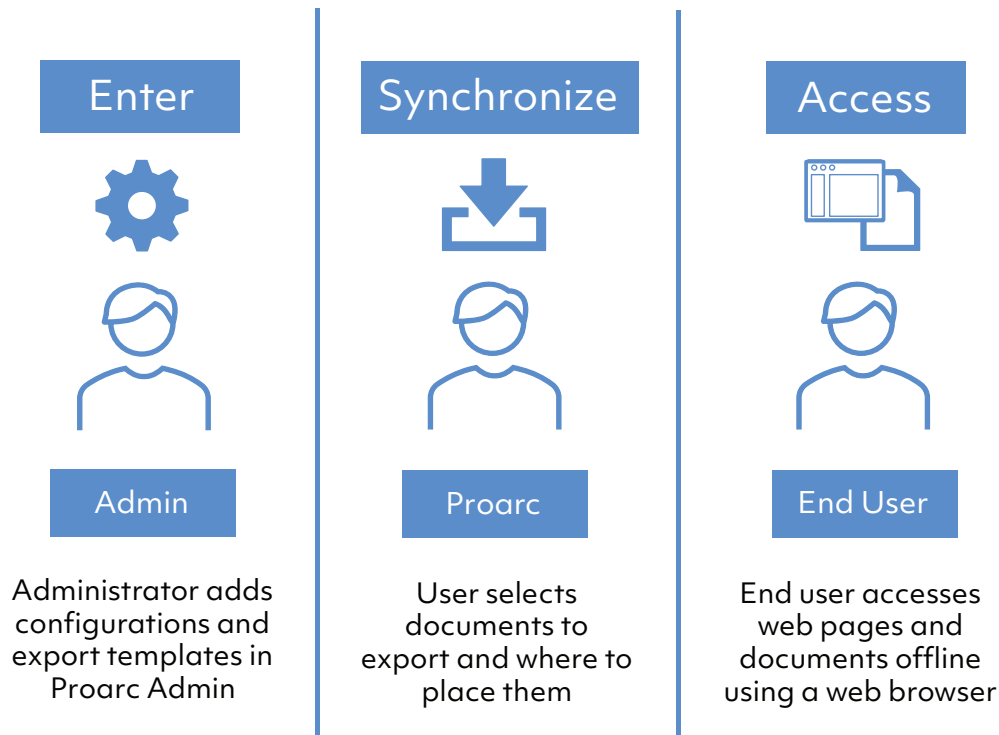 Enter
Admin
Administrator adds
configurations and
export templates in
Proarc Admin
Synchronize
Proarc
User selects
documents to
export and where to
place them
Access
End User
End user accesses
web pages and
documents offline
using a web browser